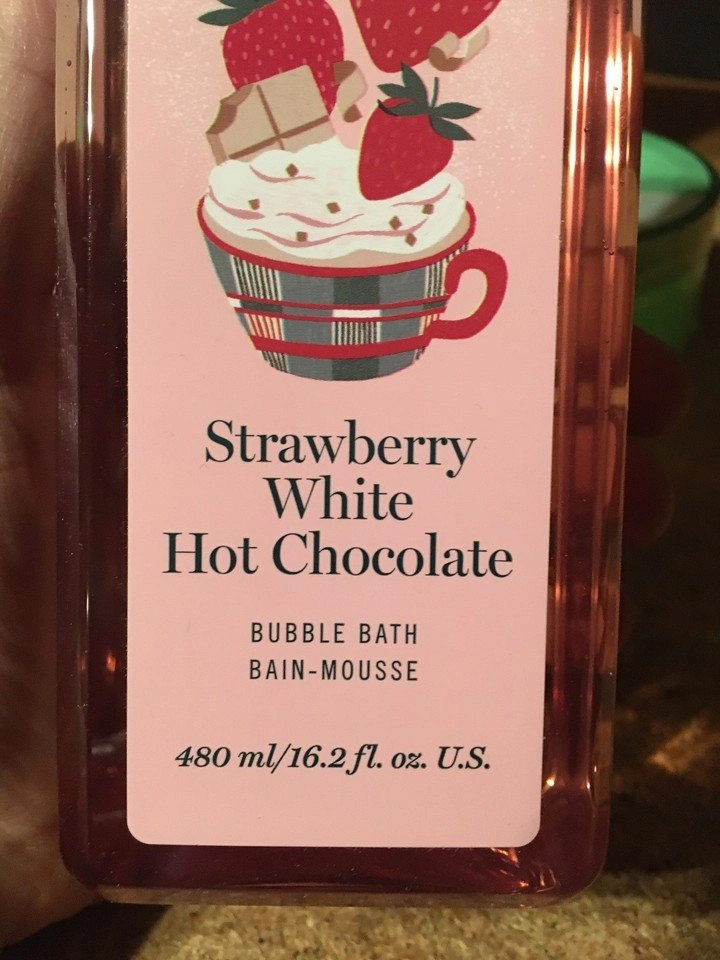 Strawberry
White
Hot Chocolate
BUBBLE BATH
BAIN-MOUSSE
480 ml/16.2 fl. oz. U.S.